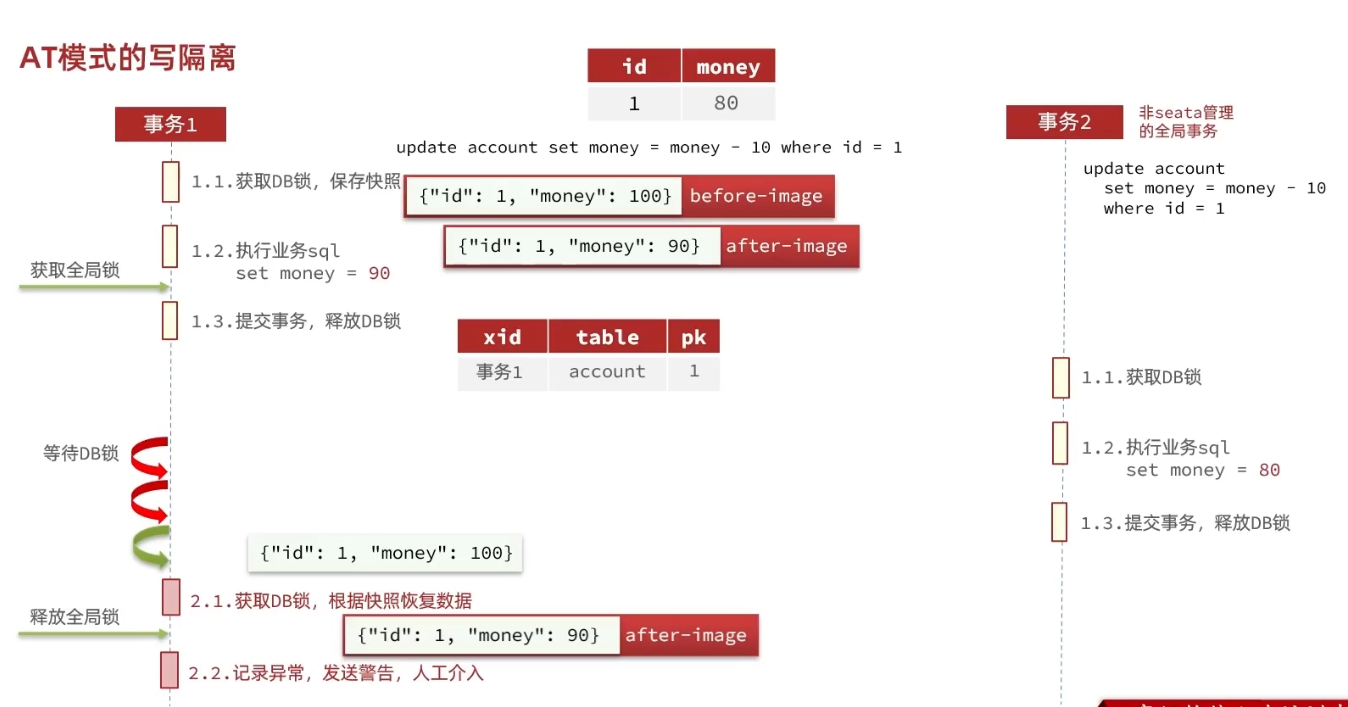 AT模式的写隔离
id money
1 80
事务1
update account set money = money - 10 where id = 1
1.1.获取DB锁，保存快照
{"id": 1, "money": 100} before-image
1.2.执行业务sql
set money = 90
{"id": 1, "money": 90} after-image
获取全局锁
1.3.提交事务，释放DB锁
xid table pk
事务1 account 1
等待DB锁
{"id": 1, "money": 100}
2.1.获取DB锁，根据快照恢复数据
释放全局锁
{"id": 1, "money": 90} after-image
2.2.记录异常，发送警告，人工介入
事务2
非seata管理
的全局事务
update account
set money = money - 10
where id = 1
1.1.获取DB锁
1.2.执行业务sql
set money = 80
1.3.提交事务，释放DB锁